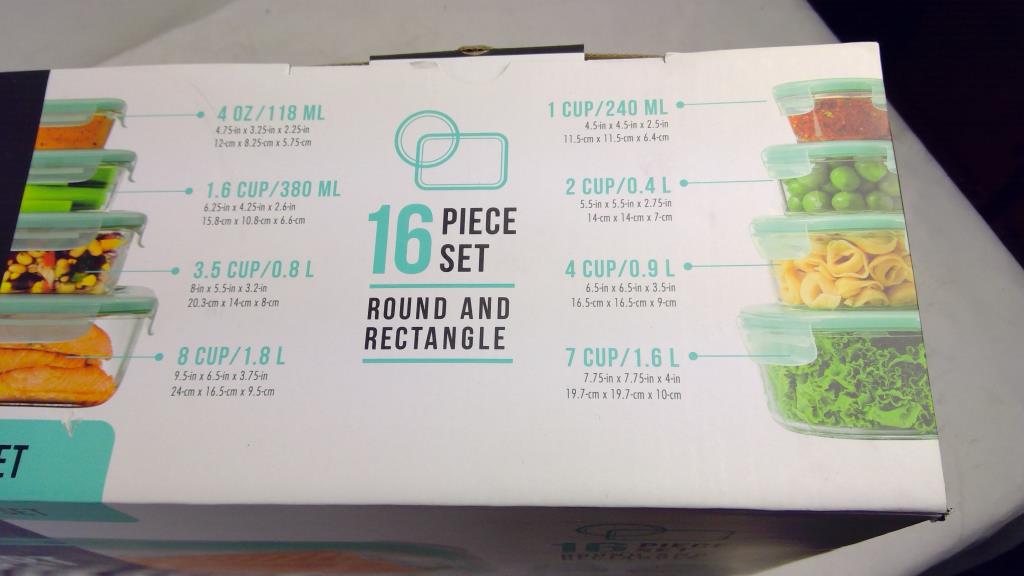 4 OZ/118 ML
4.75-in x 3.25-in x 2.25-in
12-cm x 8.25-cm x 5.75-cm
1.6 CUP/380 ML
6.25-in x 4.25-in x 2.6-in
15.8-cm x 10.8-cm x 6.6-cm
3.5 CUP/0.8 L
8-in x 5.5-in x 3.2-in
20.3-cm x 14-cm x 8-cm
8 CUP/1.8 L
9.5-in x 6.5-in x 3.75-in
24-cm x 16.5-cm x 9.5-cm
16 PIECE
SET
ROUND AND
RECTANGLE
1 CUP/240 ML
4.5-in x 4.5-in x 2.5-in
11.5-cm x 11.5-cm x 6.4-cm
2 CUP/0.4 L
5.5-in x 5.5-in x 2.75-in
14-cm x 14-cm x 7-cm
4 CUP/0.9 L
6.5-in x 6.5-in x 3.5-in
16.5-cm x 16.5-cm x 9-cm
7 CUP/1.6 L
7.75-in x 7.75-in x 4-in
19.7-cm x 19.7-cm x 10-cm
ET
SET
16 PIECE